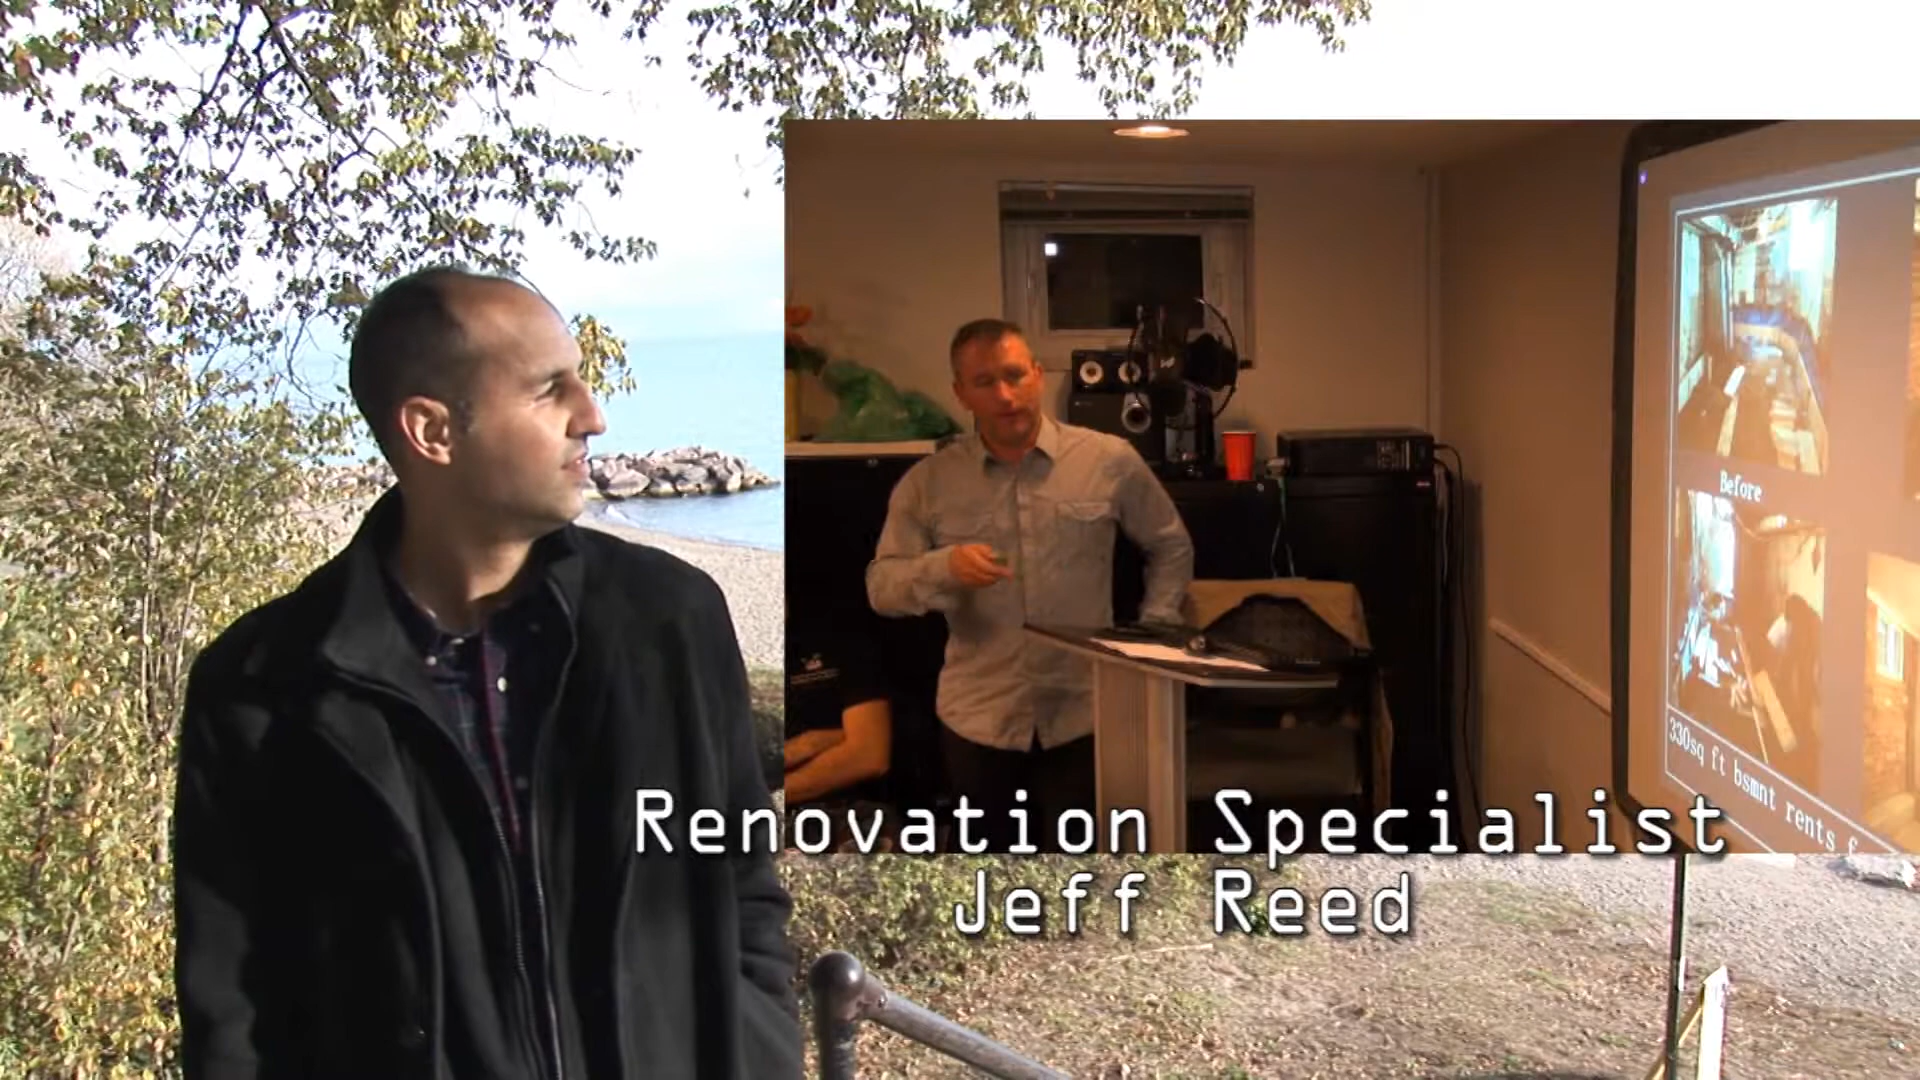 Before
330sq ft bsmnt rents f
Renovation Specialist
Jeff Reed